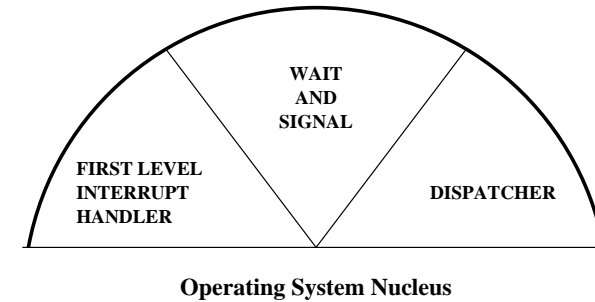 WAIT
AND
SIGNAL
FIRST LEVEL
INTERRUPT
HANDLER
DISPATCHER
Operating System Nucleus